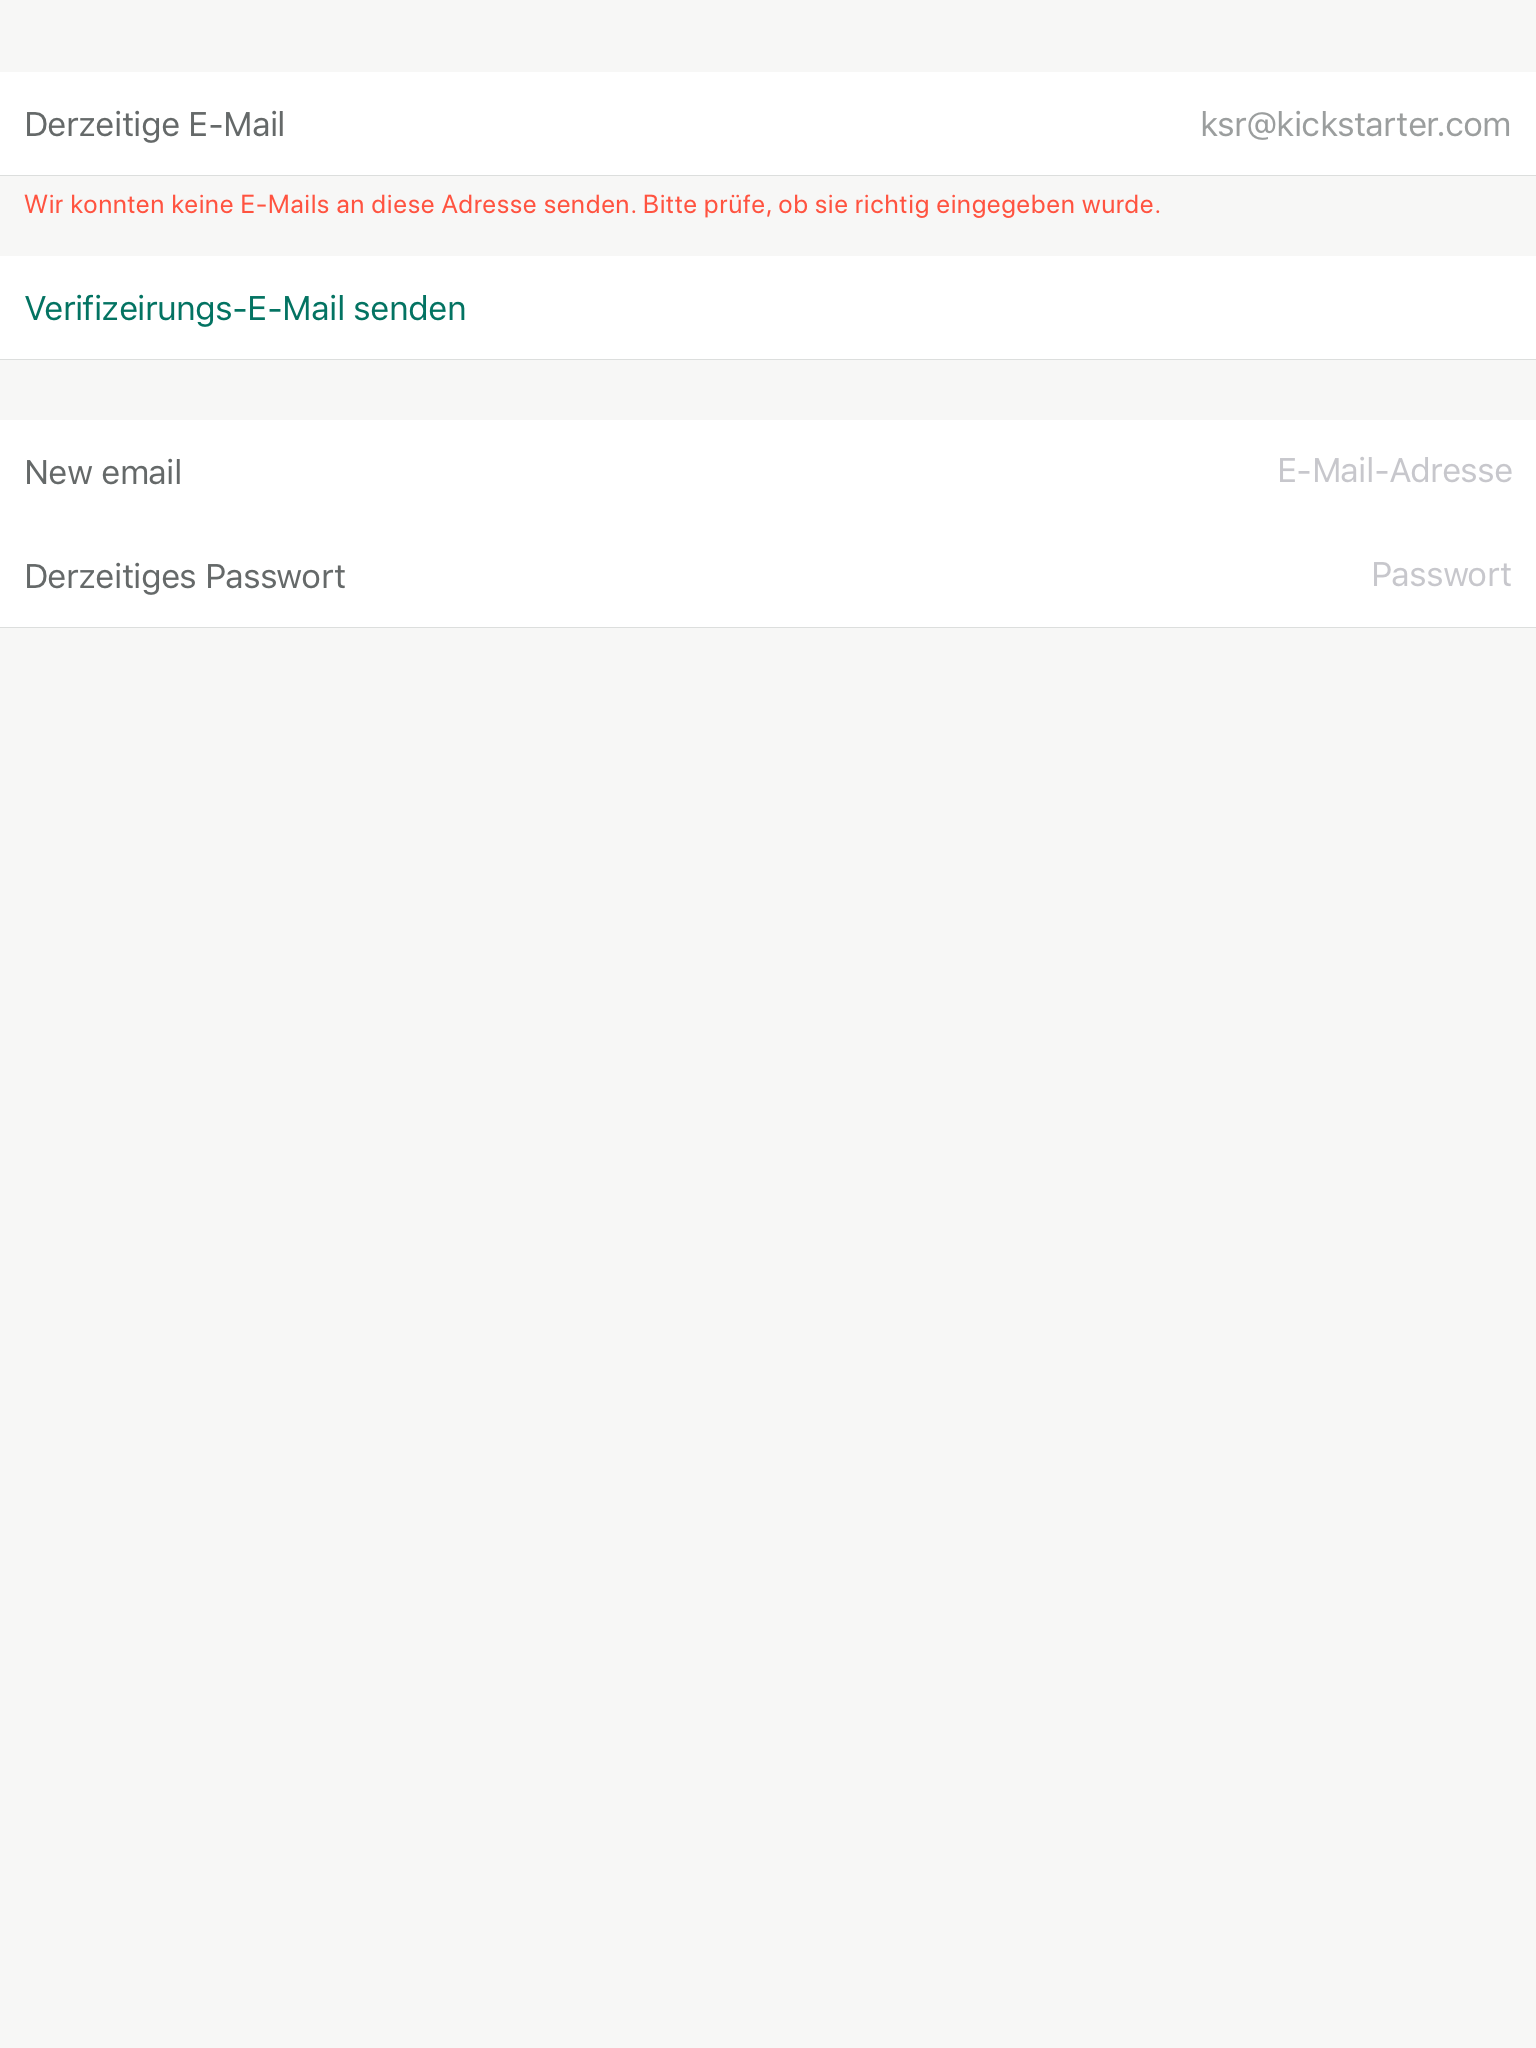 Derzeitige E-Mail ksr@kickstarter.com
Wir konnten keine E-Mails an diese Adresse senden. Bitte prüfe, ob sie richtig eingegeben wurde.
Verifizeirungs-E-Mail senden
New email E-Mail-Adresse
Derzeitiges Passwort Passwort